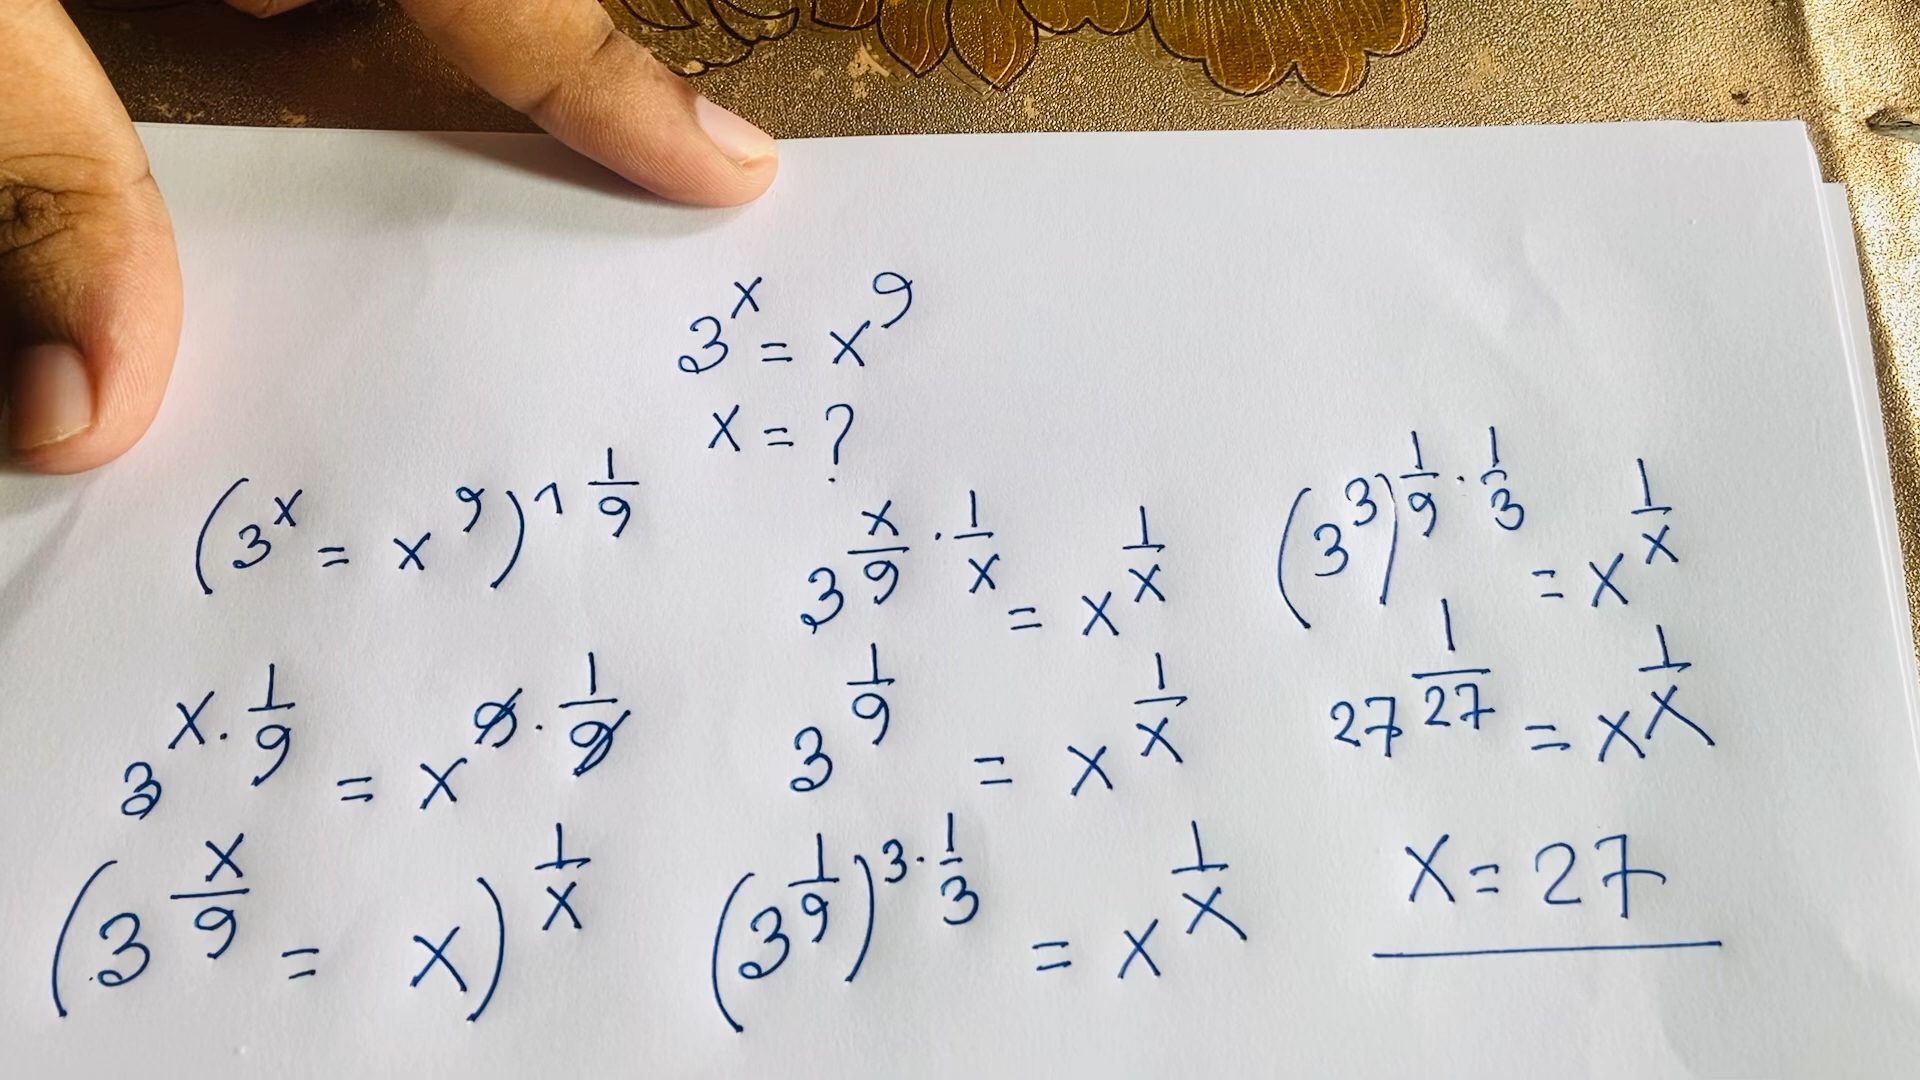 3^x = x^9
x = ?
(3^x = x^9)^1 1/9
3^(x · 1/9) = x^(9 · 1/9)
(3^(x/9) = x)^(1/x)
3^(x/9 · 1/x) = x^(1/x)
3^(1/9) = x^(1/x)
(3^(1/9))^(3 · 1/3) = x^(1/x)
(3^3)^(1/9 · 1/3) = x^(1/x)
27^(1/27) = x^(1/x)
x = 27